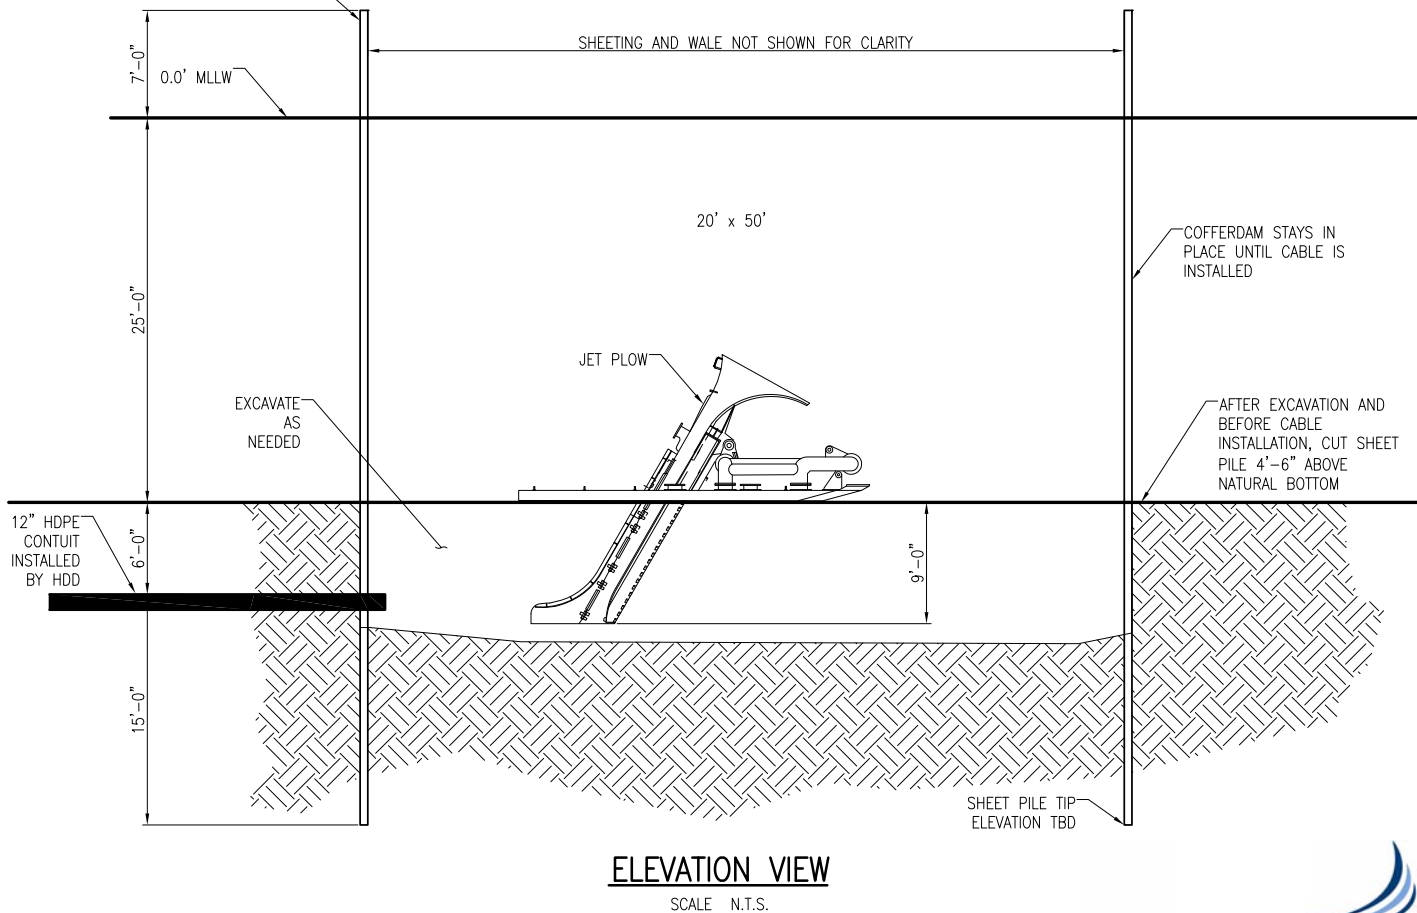 SHEETING AND WALE NOT SHOWN FOR CLARITY
7'-0"
0.0' MLLW
20' x 50'
COFFERDAM STAYS IN
PLACE UNTIL CABLE IS
INSTALLED
25'-0"
JET PLOW
EXCAVATE
AS
NEEDED
AFTER EXCAVATION AND
BEFORE CABLE
INSTALLATION, CUT SHEET
PILE 4'-6" ABOVE
NATURAL BOTTOM
12" HDPE
CONTUIT
INSTALLED
BY HDD
6'-0"
9'-0"
15'-0"
SHEET PILE TIP
ELEVATION TBD
ELEVATION VIEW
SCALE N.T.S.